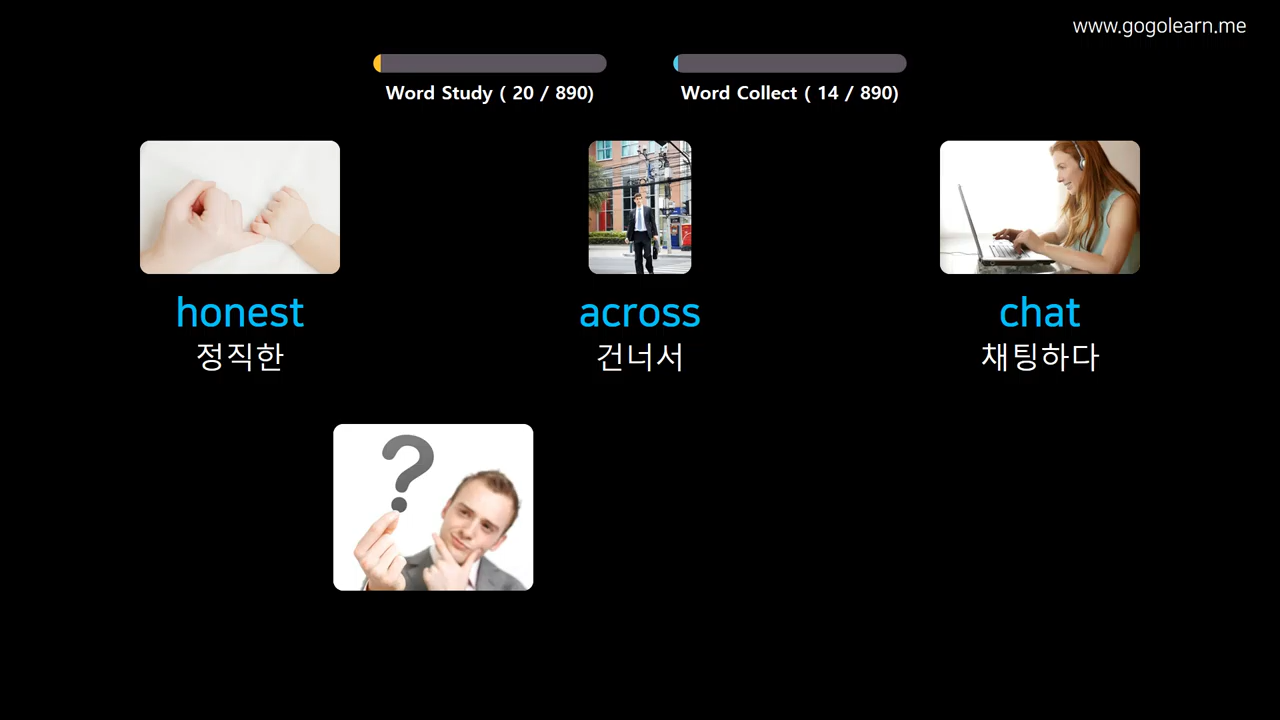 www.gogolearn.me
Word Study ( 20 / 890)
Word Collect ( 14 / 890)
honest
across
chat
정직한
건너서
채팅하다
?